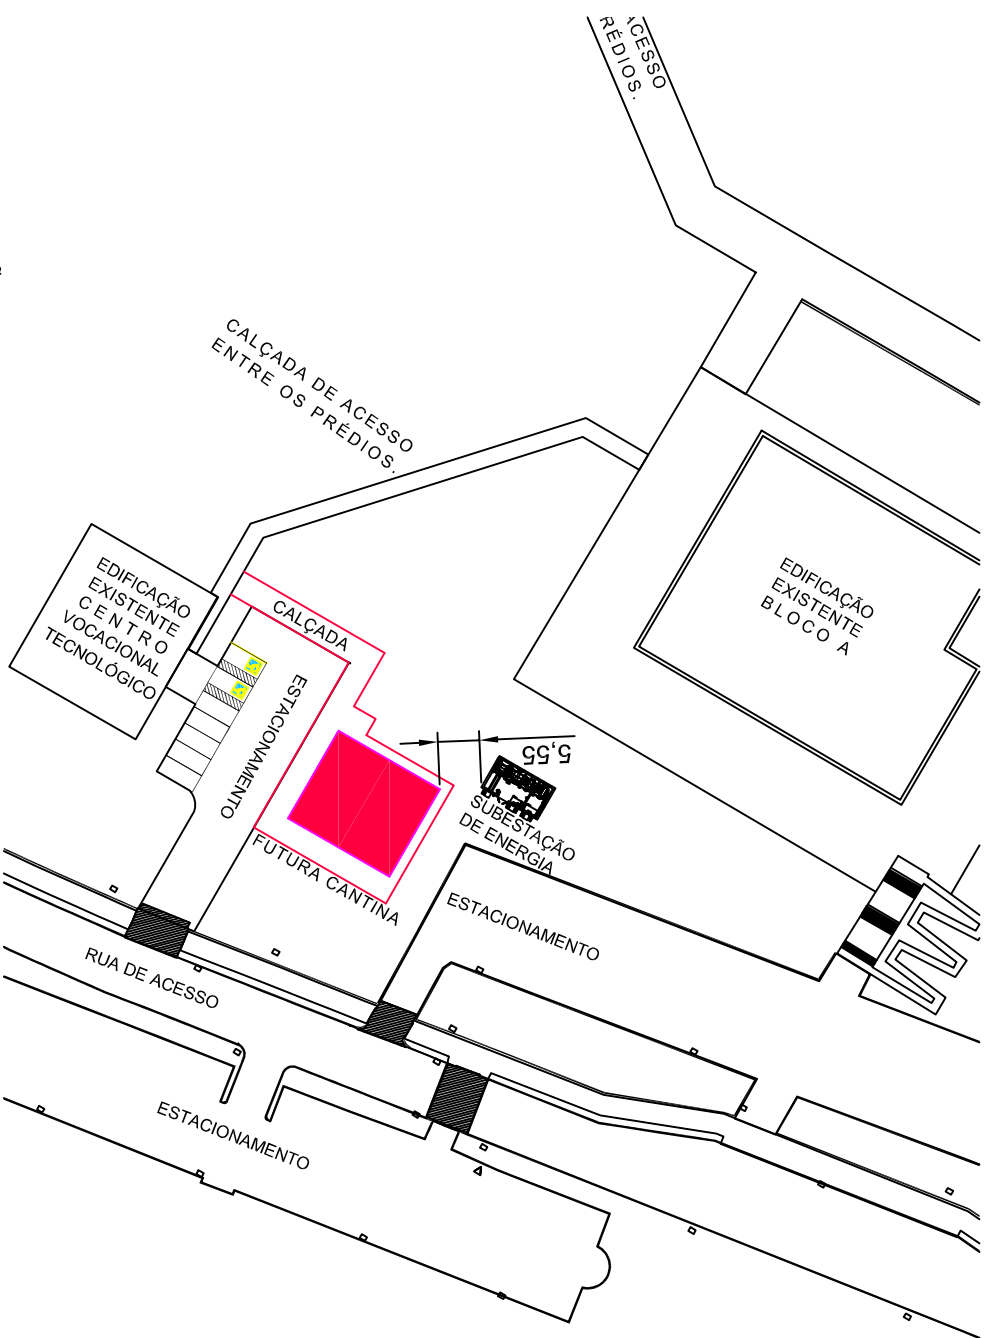 ACESSO
RÉDIOS.
CALÇADA DE ACESSO
ENTRE OS PRÉDIOS.
EDIFICAÇÃO
EXISTENTE
CENTRO
VOCACIONAL
TECNOLÓGICO
CALÇADA
EDIFICAÇÃO
EXISTENTE
BLOCO A
ESTACIONAMENTO
5,55
SUBESTAÇÃO
DE ENERGIA
FUTURA CANTINA
ESTACIONAMENTO
RUA DE ACESSO
ESTACIONAMENTO